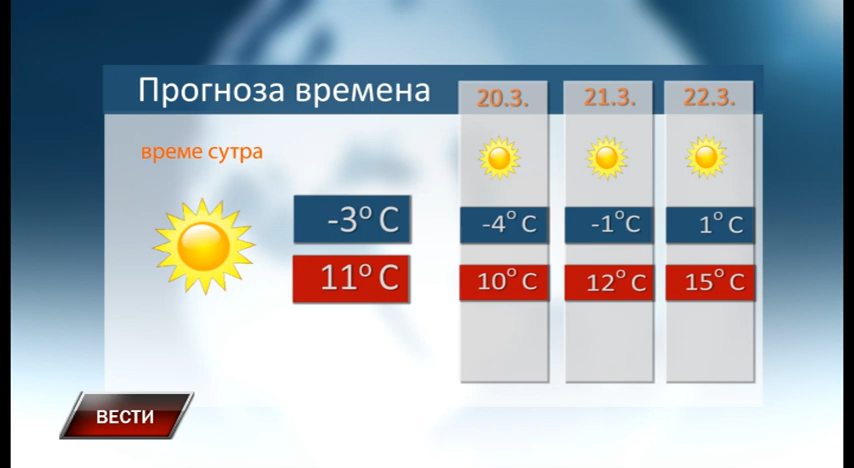 Прогноза времена
време сутра
-3° C
11° C
20.3.
-4° C
10° C
21.3.
-1°C
12° C
22.3.
1° C
15° C
ВЕСТИ